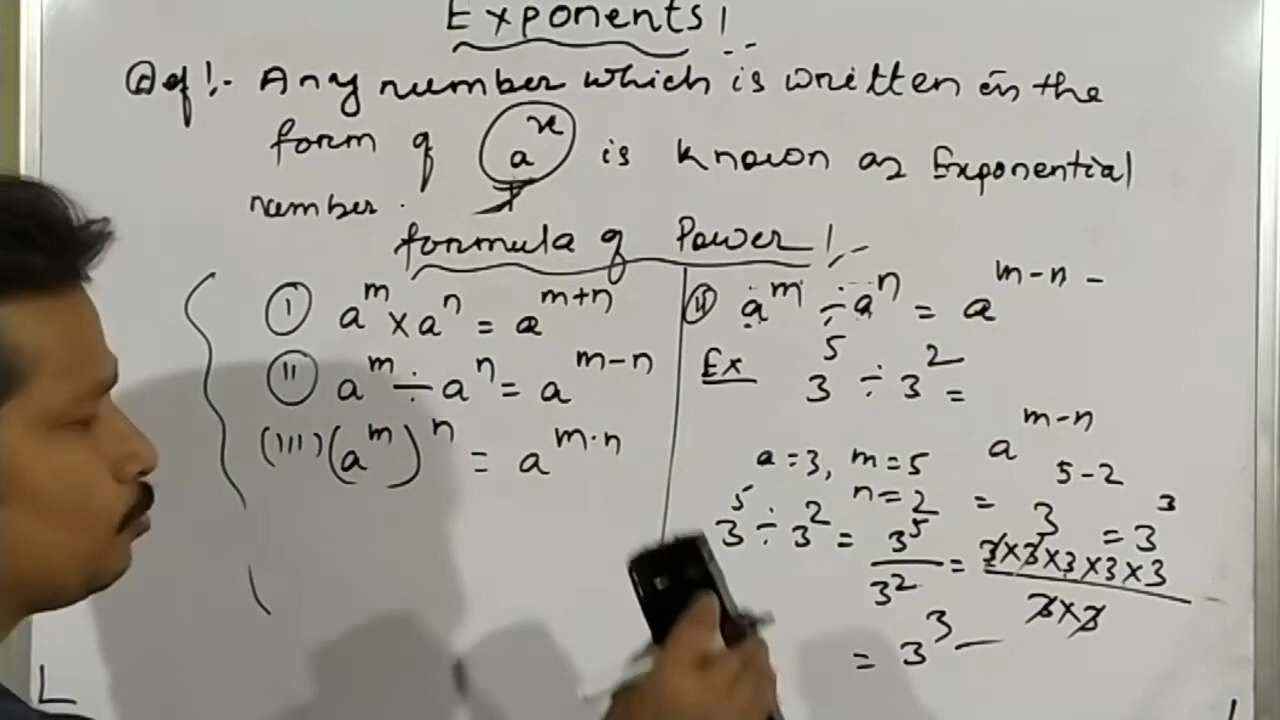 Exponents!
Def!:- Any number which is written in the
form of a^x is known as Exponential
number.
formula of Power!:-
(I) a^m × a^n = a^(m+n)
(II) a^m ÷ a^n = a^(m-n)
(III) (a^m)^n = a^(m·n)
(II) a^m ÷ a^n = a^(m-n) -
Ex 3^5 ÷ 3^2 =
a^(m-n)
a=3, m=5
n=2 = 3^(5-2) = 3^3
3^5 ÷ 3^2 = 3^5/3^2 = 3×3×3×3×3/3×3
= 3^3 -